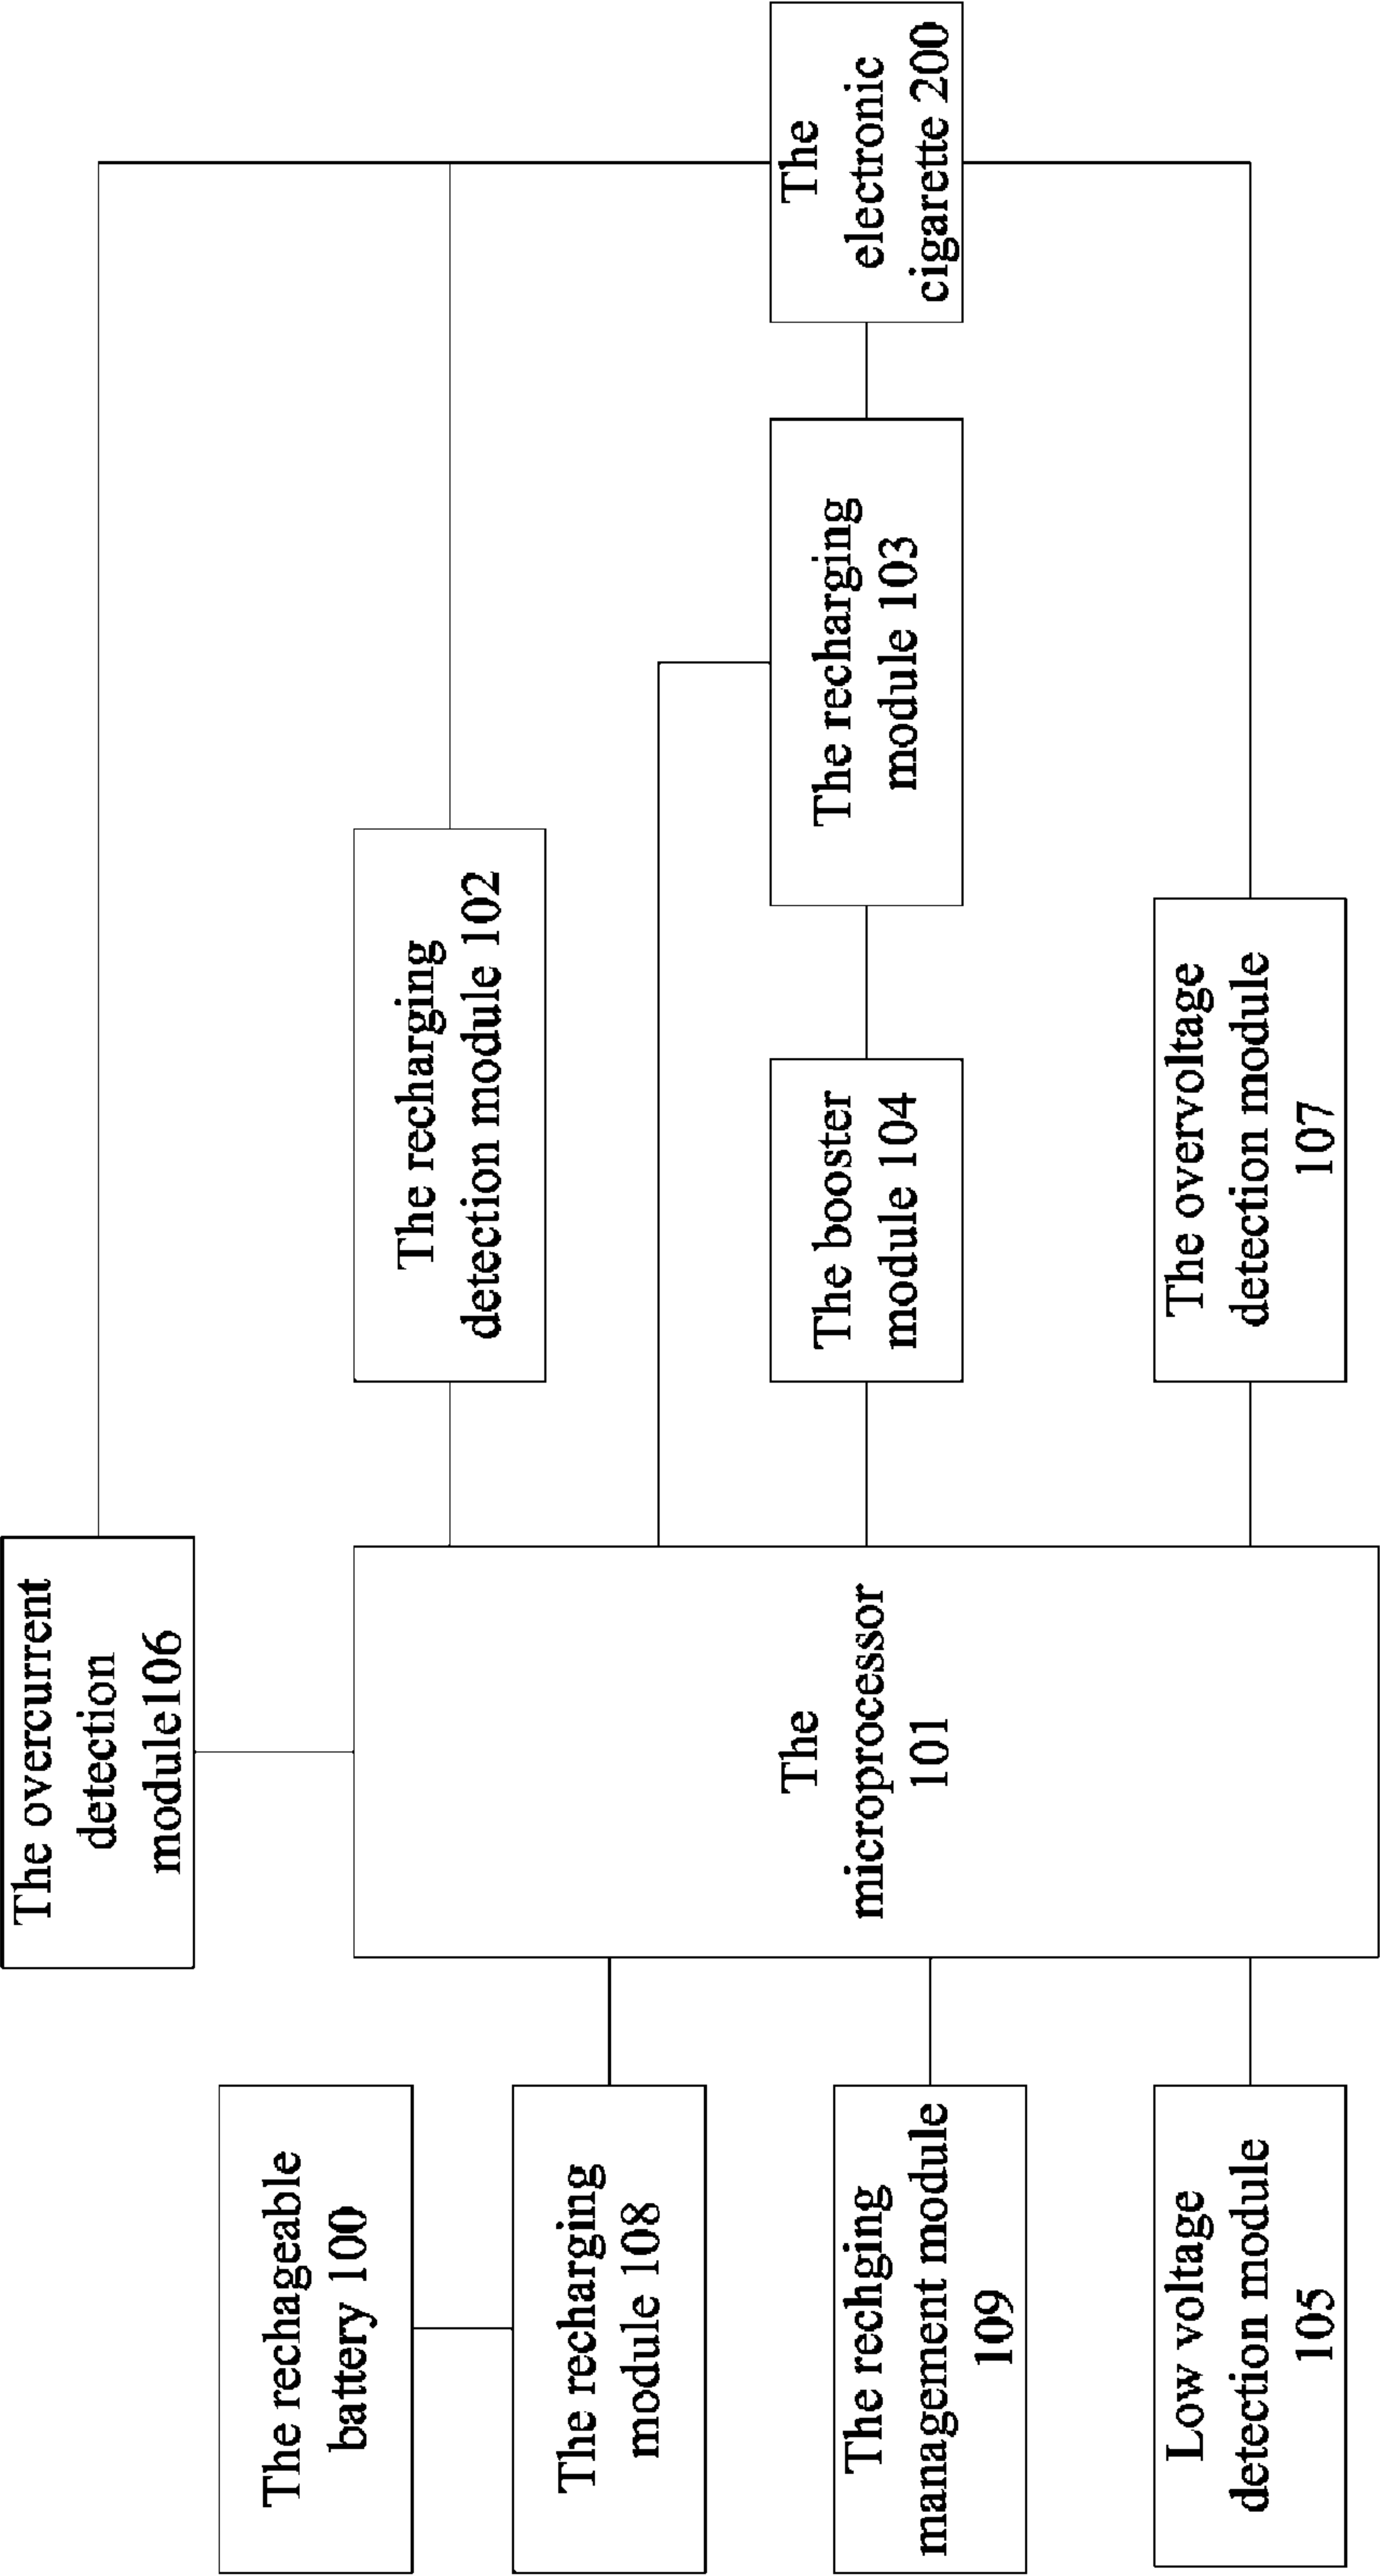 The overcurrent
detection
module106
The rechageable
battery 100
The recharging
detection module 102
The recharging
module 108
The
microprocessor
101
The booster
module 104
The recharging
module 103
The
electronic
cigarette 200
The rechging
management module
109
Low voltage
detection module
105
The overvoltage
detection module
107